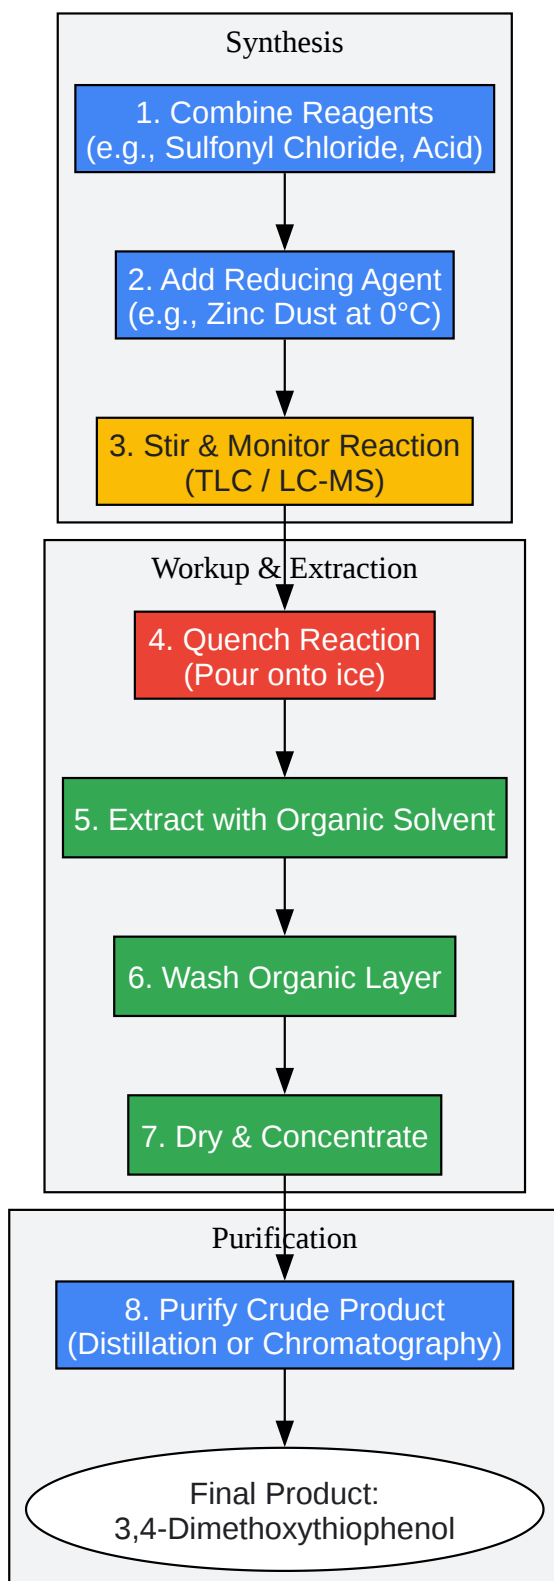 Synthesis
1. Combine Reagents
(e.g., Sulfonyl Chloride, Acid)
2. Add Reducing Agent
(e.g., Zinc Dust at 0°C)
3. Stir & Monitor Reaction
(TLC / LC-MS)
Workup & Extraction
4. Quench Reaction
(Pour onto ice)
5. Extract with Organic Solvent
6. Wash Organic Layer
7. Dry & Concentrate
Purification
8. Purify Crude Product
(Distillation or Chromatography)
Final Product:
3,4-Dimethoxythiophenol